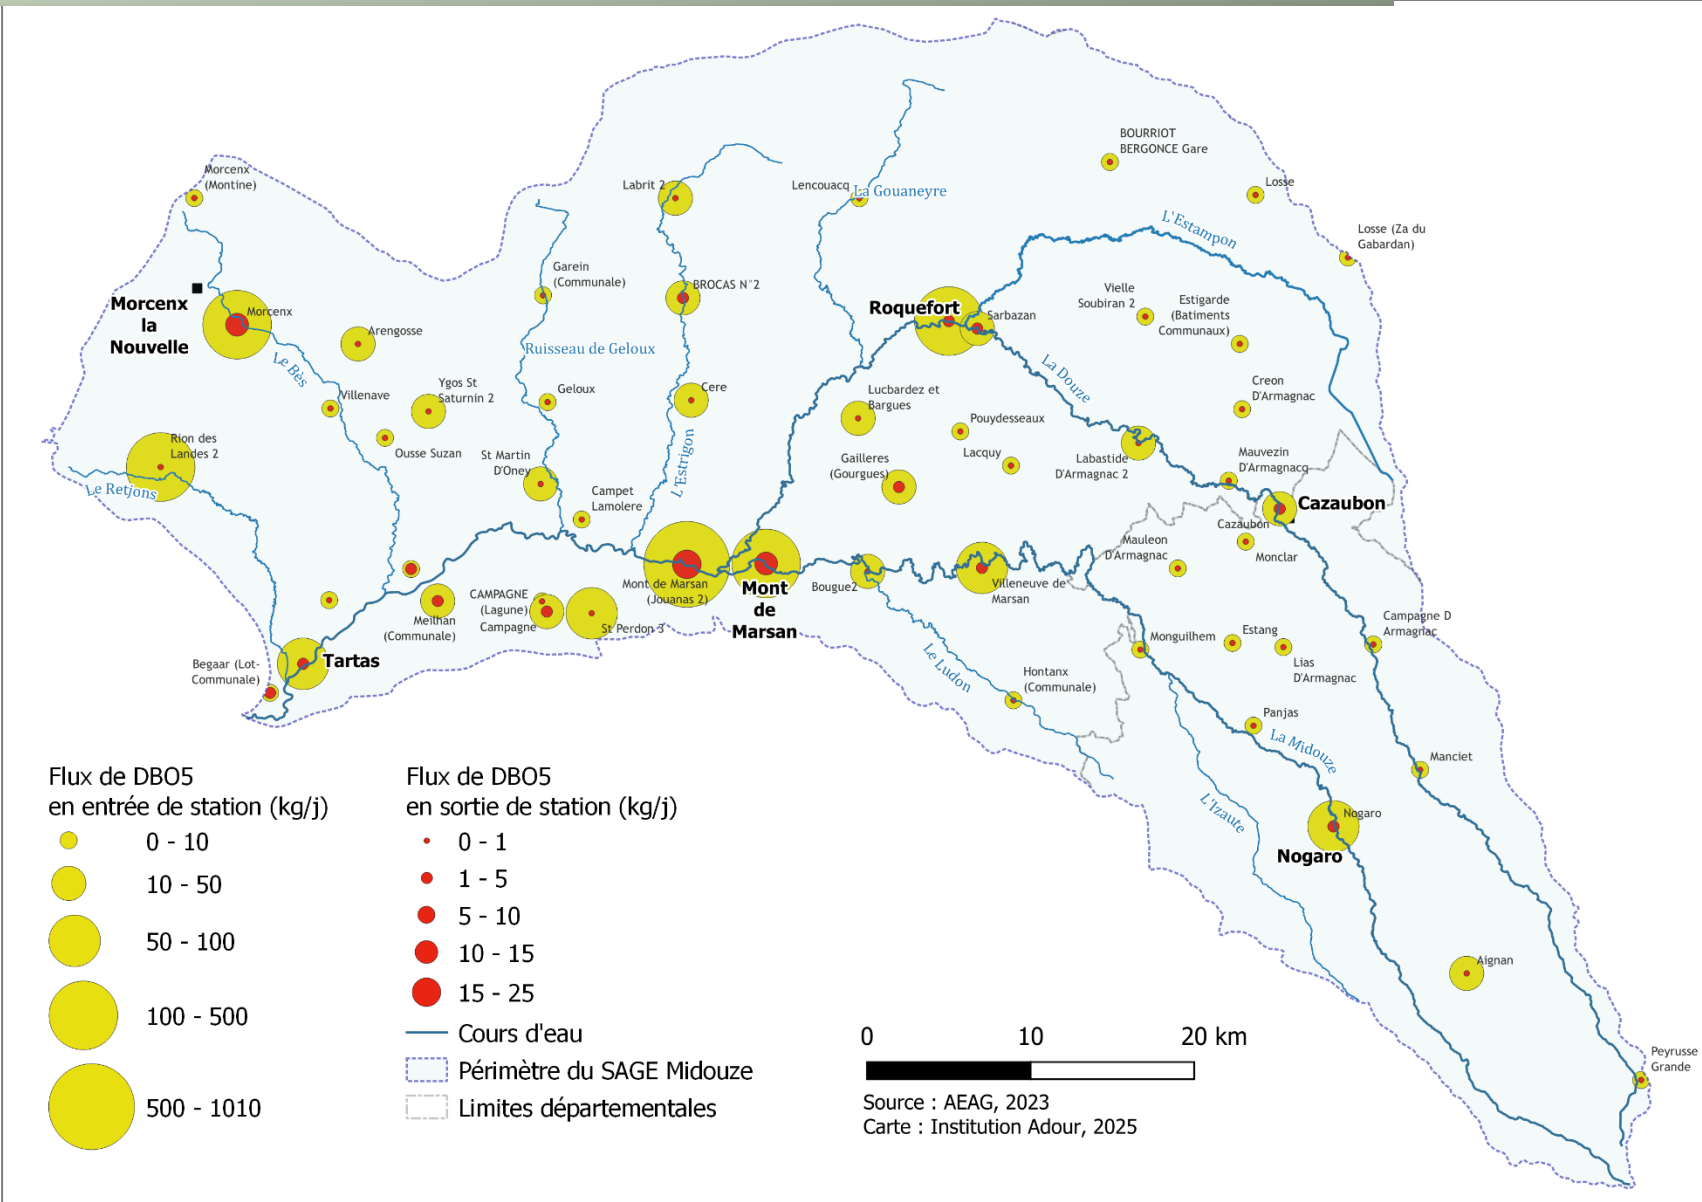 BOURRIOT
BERGONCE Gare
Morcenx
(Montine)
Labrit 2
Lencouacq
La Gouaneyre
Losse
L'Estampon
Losse (Za du
Gabardan)
Garein
(Communale)
BROCAS N°2
Vielle
Soubiran 2
Estigarde
(Batiments
Communaux)
Morcenx
la
Nouvelle
Morcenx
Roquefort
Sarbazan
Arengosse
Ruisseau de Geloux
Le Bès
La Douze
Villenave
Ygos St
Saturnin 2
Geloux
Cere
Lucbardez et
Bargues
Creon
D'Armagnac
Pouydesseaux
Rion des
Landes 2
Ousse Suzan
St Martin
D'Oney
L'Estrigon
Gailleres
(Gourgues)
Lacquy
Labastide
D'Armagnac 2
Mauvezin
D'Armagnacq
Le Retjons
Campet
Lamolere
Cazaubon
Cazaubon
Mauleon
D'Armagnac
Monclar
Mont de Marsan
(Jouanas 2)
Mont
de
Marsan
Bougue2
Villeneuve de
Marsan
CAMPAGNE
(Lagune)
Campagne
Meilhan
(Communale)
St Perdon 3
Campagne D
Armagnac
Monguilhem
Estang
Lias
D'Armagnac
Begaar (Lot-
Communale)
Tartas
Le Ludon
Hontanx
(Communale)
Panjas
La Midouze
Manciet
L'Izaute
Nogaro
Nogaro
Aignan
Peyrusse
Grande
Flux de DBO5
en entrée de station (kg/j)
0 - 10
10 - 50
50 - 100
100 - 500
500 - 1010
Flux de DBO5
en sortie de station (kg/j)
0 - 1
1 - 5
5 - 10
10 - 15
15 - 25
Cours d'eau
Périmètre du SAGE Midouze
Limites départementales
0 10 20 km
Source : AEAG, 2023
Carte : Institution Adour, 2025